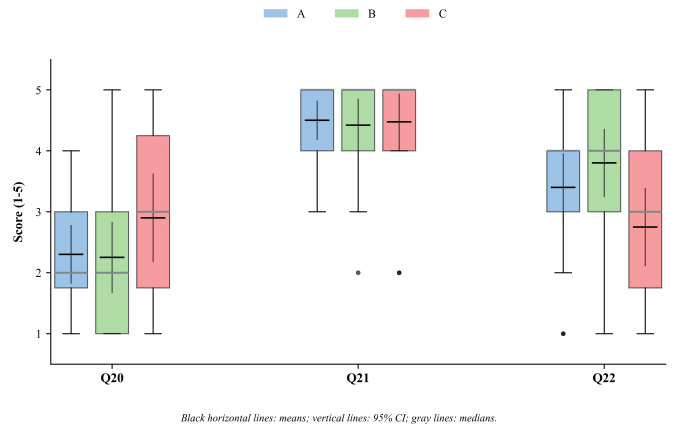 A B C
Score (1-5)
5
4
3
2
1
Q20 Q21 Q22
Black horizontal lines: means; vertical lines: 95% CI; gray lines: medians.